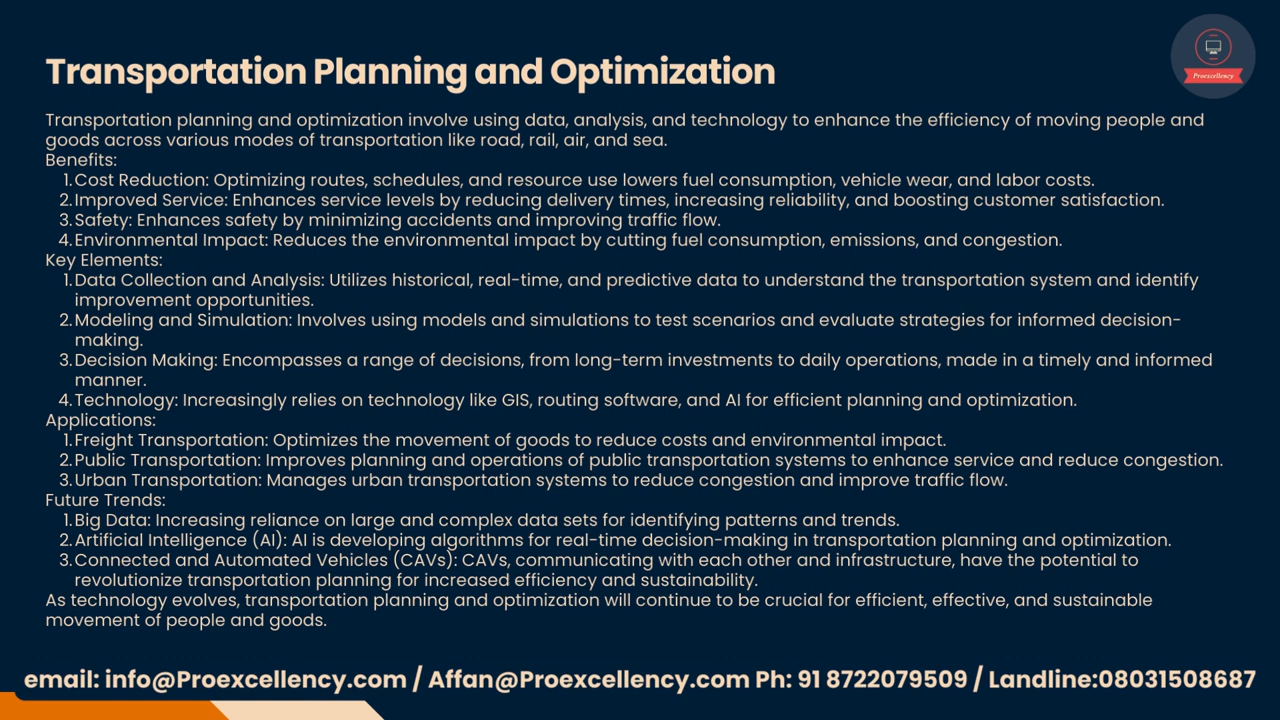 Transportation Planning and Optimization
Proexcellency
Transportation planning and optimization involve using data, analysis, and technology to enhance the efficiency of moving people and
goods across various modes of transportation like road, rail, air, and sea.
Benefits:
1.Cost Reduction: Optimizing routes, schedules, and resource use lowers fuel consumption, vehicle wear, and labor costs.
2.Improved Service: Enhances service levels by reducing delivery times, increasing reliability, and boosting customer satisfaction.
3.Safety: Enhances safety by minimizing accidents and improving traffic flow.
4.Environmental Impact: Reduces the environmental impact by cutting fuel consumption, emissions, and congestion.
Key Elements:
1.Data Collection and Analysis: Utilizes historical, real-time, and predictive data to understand the transportation system and identify
improvement opportunities.
2.Modeling and Simulation: Involves using models and simulations to test scenarios and evaluate strategies for informed decision-
making.
3.Decision Making: Encompasses a range of decisions, from long-term investments to daily operations, made in a timely and informed
manner.
4.Technology: Increasingly relies on technology like GIS, routing software, and AI for efficient planning and optimization.
Applications:
1.Freight Transportation: Optimizes the movement of goods to reduce costs and environmental impact.
2.Public Transportation: Improves planning and operations of public transportation systems to enhance service and reduce congestion.
3.Urban Transportation: Manages urban transportation systems to reduce congestion and improve traffic flow.
Future Trends:
1.Big Data: Increasing reliance on large and complex data sets for identifying patterns and trends.
2.Artificial Intelligence (AI): AI is developing algorithms for real-time decision-making in transportation planning and optimization.
3.Connected and Automated Vehicles (CAVs): CAVs, communicating with each other and infrastructure, have the potential to
revolutionize transportation planning for increased efficiency and sustainability.
As technology evolves, transportation planning and optimization will continue to be crucial for efficient, effective, and sustainable
movement of people and goods.
email: info@Proexcellency.com / Affan@Proexcellency.com Ph: 91 8722079509 / Landline:08031508687